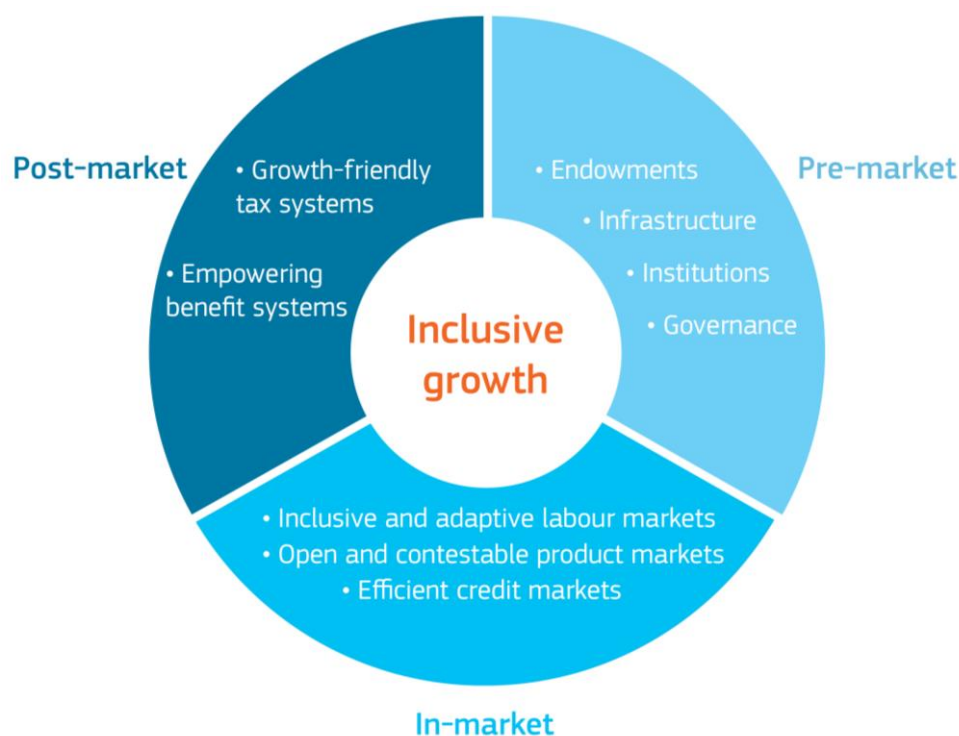 Post-market
• Growth-friendly
tax systems
• Empowering
benefit systems
Pre-market
• Endowments
• Infrastructure
• Institutions
• Governance
Inclusive
growth
• Inclusive and adaptive labour markets
• Open and contestable product markets
• Efficient credit markets
In-market